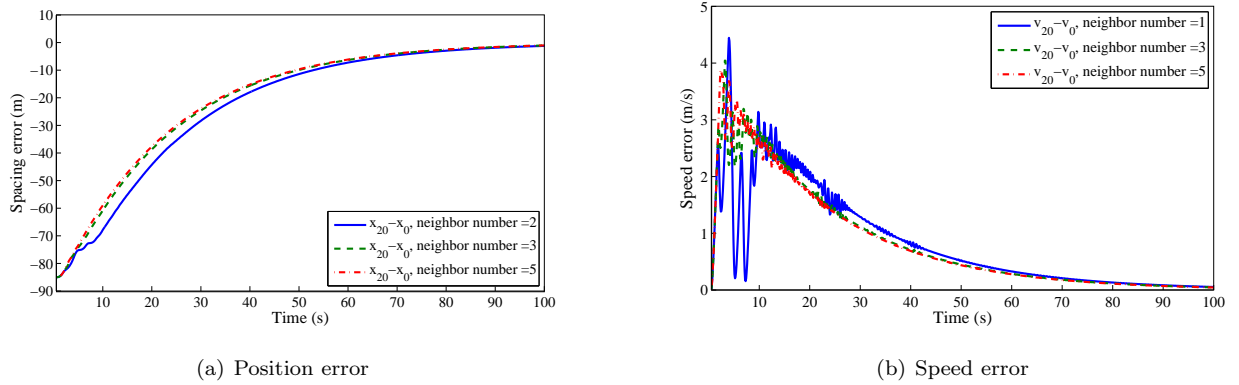 10
0
−10
−20
−30
−40
−50
−60
−70
−80
−90
10 20 30 40 50 60 70 80 90 100
Spacing error (m)
Time (s)
x20−x0, neighbor number =2
x20−x0, neighbor number =3
x20−x0, neighbor number =5
(a) Position error
5
4
3
2
1
0
10 20 30 40 50 60 70 80 90 100
Speed error (m/s)
Time (s)
v20−v0, neighbor number =1
v20−v0, neighbor number =3
v20−v0, neighbor number =5
(b) Speed error